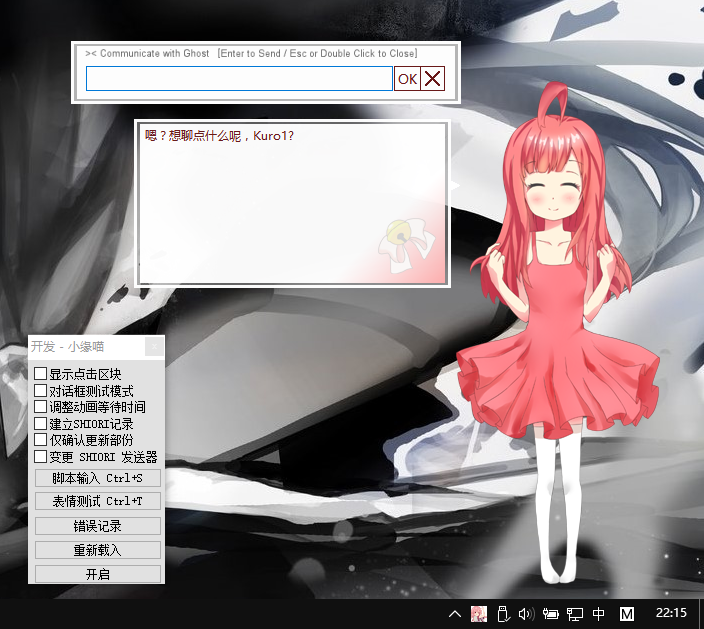 >< Communicate with Ghost [Enter to Send / Esc or Double Click to Close]
OK
嗯？想聊点什么呢，Kuro1?
开发 - 小缘喵
显示点击区块
对话框测试模式
调整动画等待时间
建立SHIORI记录
仅确认更新部份
变更 SHIORI 发送器
脚本输入 Ctrl+S
表情测试 Ctrl+T
错误记录
重新载入
开启
中 M 22:15